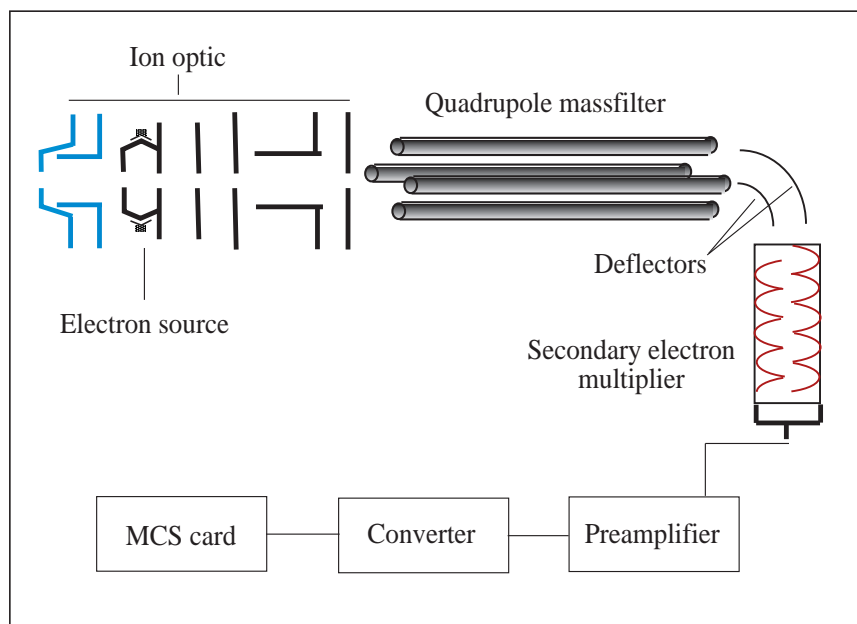 Ion optic
Quadrupole massfilter
Deflectors
Electron source
Secondary electron
multiplier
MCS card
Converter
Preamplifier